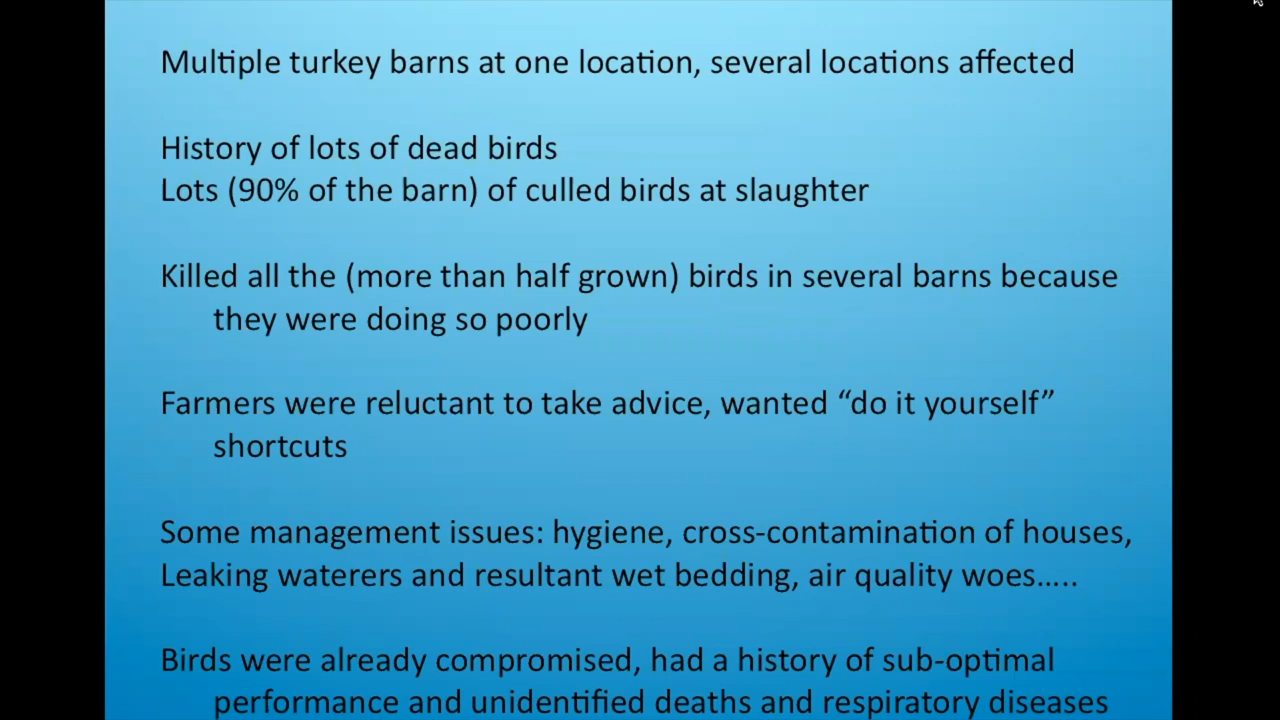 Multiple turkey barns at one location, several locations affected
History of lots of dead birds
Lots (90% of the barn) of culled birds at slaughter
Killed all the (more than half grown) birds in several barns because
they were doing so poorly
Farmers were reluctant to take advice, wanted “do it yourself”
shortcuts
Some management issues: hygiene, cross-contamination of houses,
Leaking waterers and resultant wet bedding, air quality woes…..
Birds were already compromised, had a history of sub-optimal
performance and unidentified deaths and respiratory diseases